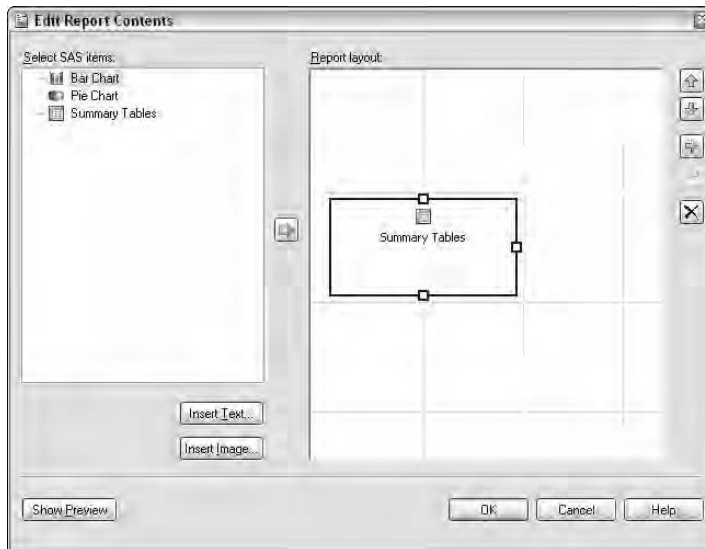 Edit Report Contents
Select SAS items:
Report layout:
Bar Chart
Pie Chart
Summary Tables
Summary Tables
Insert Text...
Insert Image...
Show Preview
OK
Cancel
Help